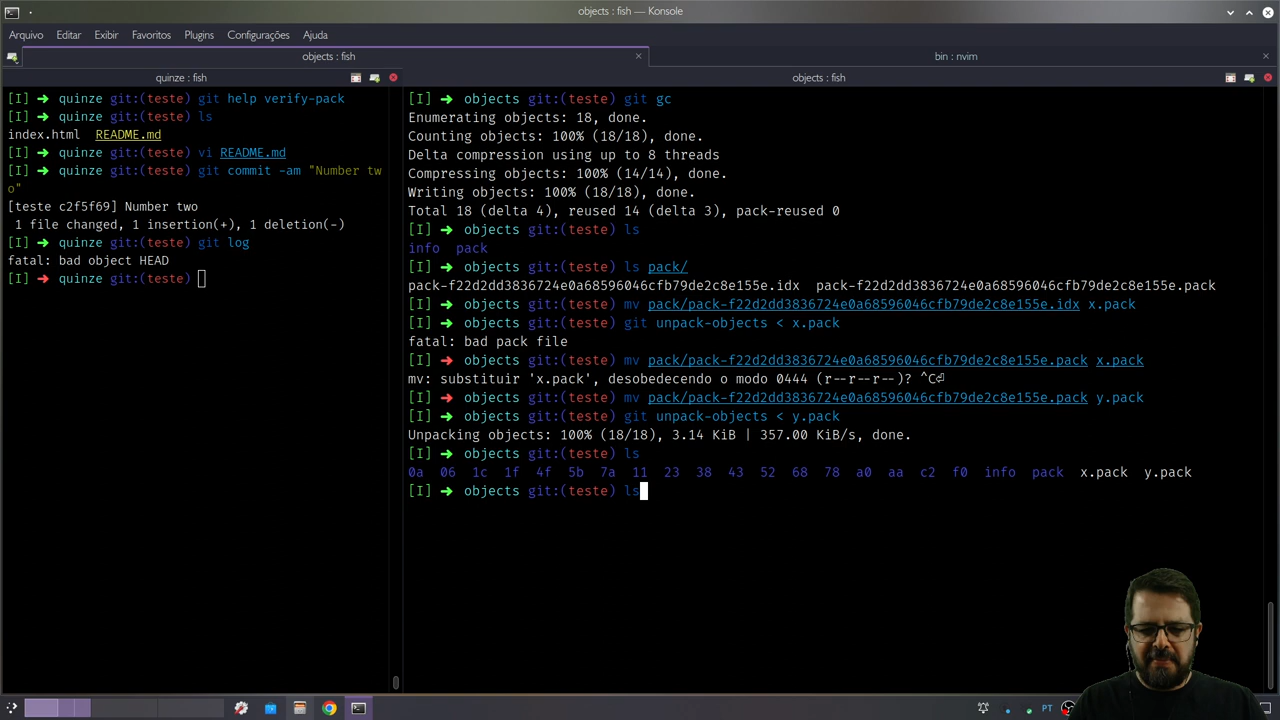 objects : fish — Konsole
Arquivo Editar Exibir Favoritos Plugins Configurações Ajuda
objects : fish
bin : nvim
quinze : fish
[I] ➜ quinze git:(teste) git help verify-pack
[I] ➜ quinze git:(teste) ls
index.html README.md
[I] ➜ quinze git:(teste) vi README.md
[I] ➜ quinze git:(teste) git commit -am "Number tw
o"
[teste c2f5f69] Number two
1 file changed, 1 insertion(+), 1 deletion(-)
[I] ➜ quinze git:(teste) git log
fatal: bad object HEAD
[I] ➜ quinze git:(teste)
objects : fish
[I] ➜ objects git:(teste) git gc
Enumerating objects: 18, done.
Counting objects: 100% (18/18), done.
Delta compression using up to 8 threads
Compressing objects: 100% (14/14), done.
Writing objects: 100% (18/18), done.
Total 18 (delta 4), reused 14 (delta 3), pack-reused 0
[I] ➜ objects git:(teste) ls
info pack
[I] ➜ objects git:(teste) ls pack/
pack-f22d2dd3836724e0a68596046cfb79de2c8e155e.idx pack-f22d2dd3836724e0a68596046cfb79de2c8e155e.pack
[I] ➜ objects git:(teste) mv pack/pack-f22d2dd3836724e0a68596046cfb79de2c8e155e.idx x.pack
[I] ➜ objects git:(teste) git unpack-objects < x.pack
fatal: bad pack file
[I] ➜ objects git:(teste) mv pack/pack-f22d2dd3836724e0a68596046cfb79de2c8e155e.pack x.pack
mv: substituir 'x.pack', desobedecendo o modo 0444 (r--r--r--)? ^C⏎
[I] ➜ objects git:(teste) mv pack/pack-f22d2dd3836724e0a68596046cfb79de2c8e155e.pack y.pack
[I] ➜ objects git:(teste) git unpack-objects < y.pack
Unpacking objects: 100% (18/18), 3.14 KiB | 357.00 KiB/s, done.
[I] ➜ objects git:(teste) ls
0a 06 1c 1f 4f 5b 7a 11 23 38 43 52 68 78 a0 aa c2 f0 info pack x.pack y.pack
[I] ➜ objects git:(teste) ls
PT